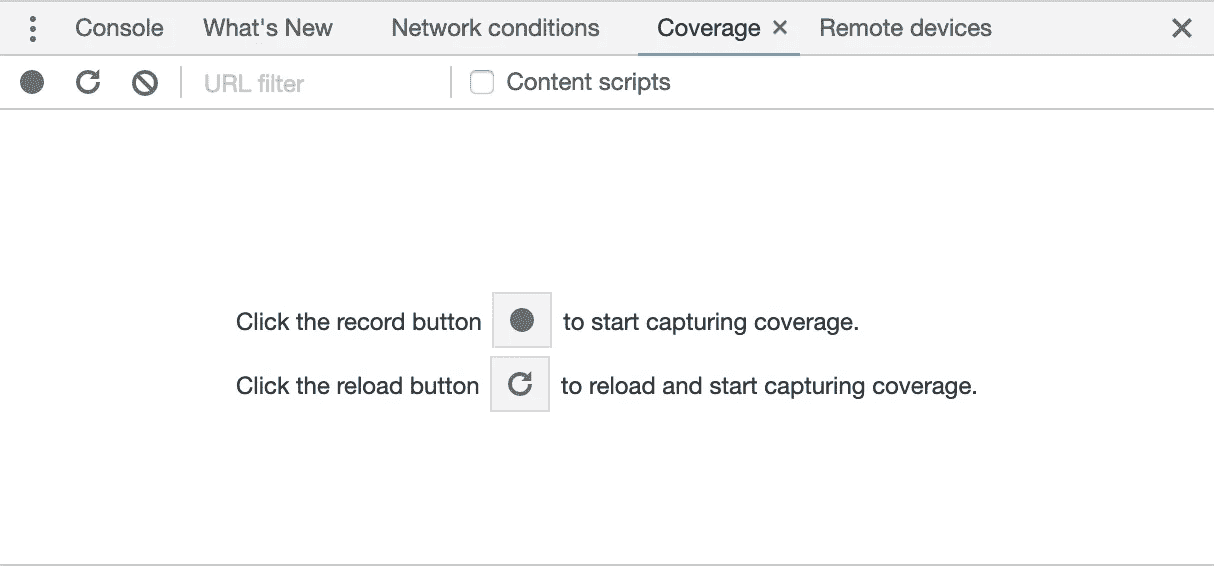 Console What's New Network conditions Coverage Remote devices
URL filter Content scripts
Click the record button to start capturing coverage.
Click the reload button to reload and start capturing coverage.